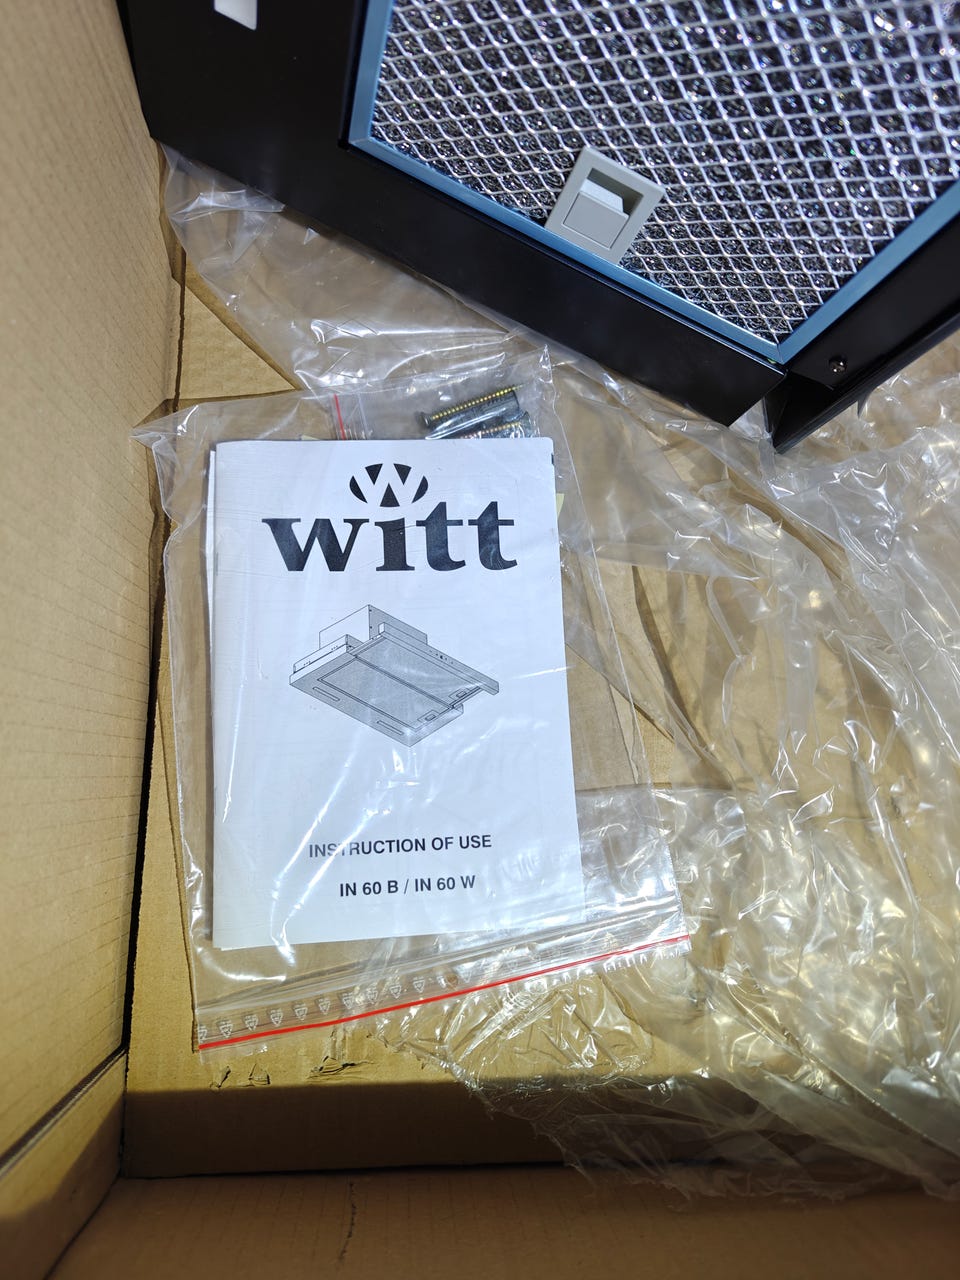 W
witt
INSTRUCTION OF USE
IN 60 B / IN 60 W